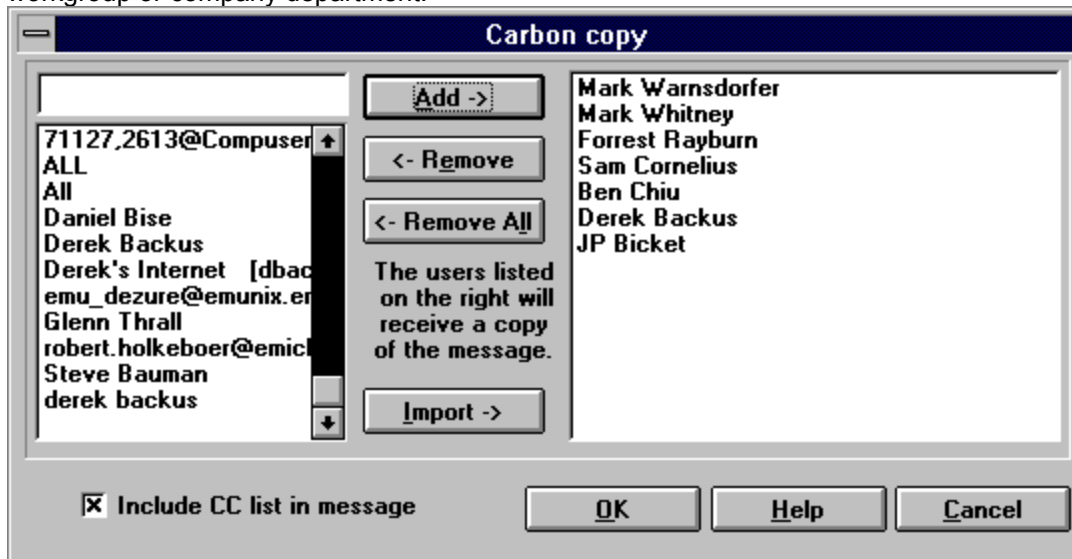 workgroup or company department.
Carbon copy
71127,2613@Compuser
ALL
All
Daniel Bise
Derek Backus
Derek's Internet [dbac
emu_dezure@emunix.er
Glenn Thrall
robert.holkeboer@emicl
Steve Bauman
derek backus
Add ->
<- Remove
<- Remove All
The users listed
on the right will
receive a copy
of the message.
Import ->
Mark Warnsdorfer
Mark Whitney
Forrest Rayburn
Sam Cornelius
Ben Chiu
Derek Backus
JP Bicket
Include CC list in message
OK
Help
Cancel